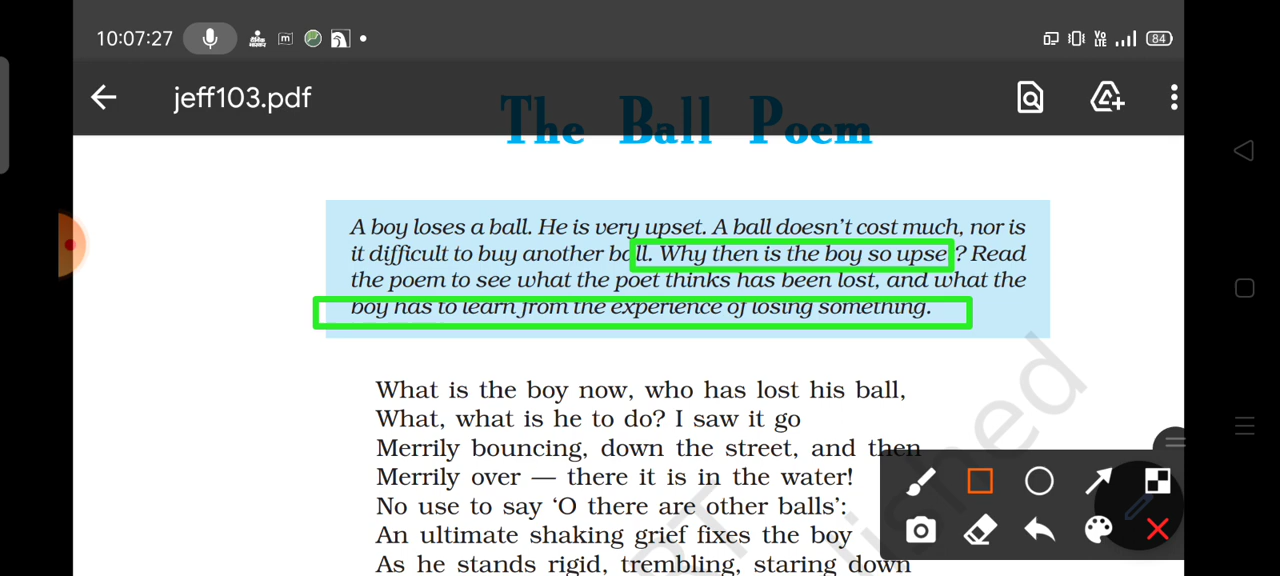 10:07:27
VO
LTE
84
jeff103.pdf
The Ball Poem
A boy loses a ball. He is very upset. A ball doesn't cost much, nor is
it difficult to buy another ball. Why then is the boy so upset? Read
the poem to see what the poet thinks has been lost, and what the
boy has to learn from the experience of losing something.
What is the boy now, who has lost his ball,
What, what is he to do? I saw it go
Merrily bouncing, down the street, and then
Merrily over — there it is in the water!
No use to say ‘O there are other balls’:
An ultimate shaking grief fixes the boy
As he stands rigid, trembling, staring down